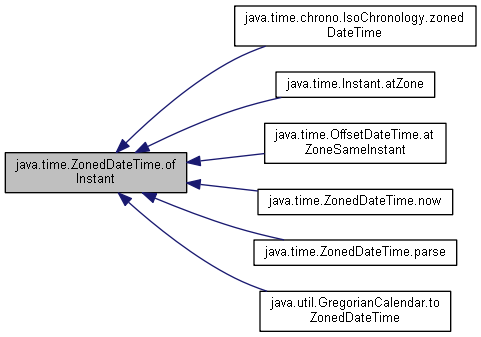 java.time.chrono.IsoChronology.zoned
DateTime
java.time.Instant.atZone
java.time.OffsetDateTime.at
ZoneSameInstant
java.time.ZonedDateTime.of
Instant
java.time.ZonedDateTime.now
java.time.ZonedDateTime.parse
java.util.GregorianCalendar.to
ZonedDateTime